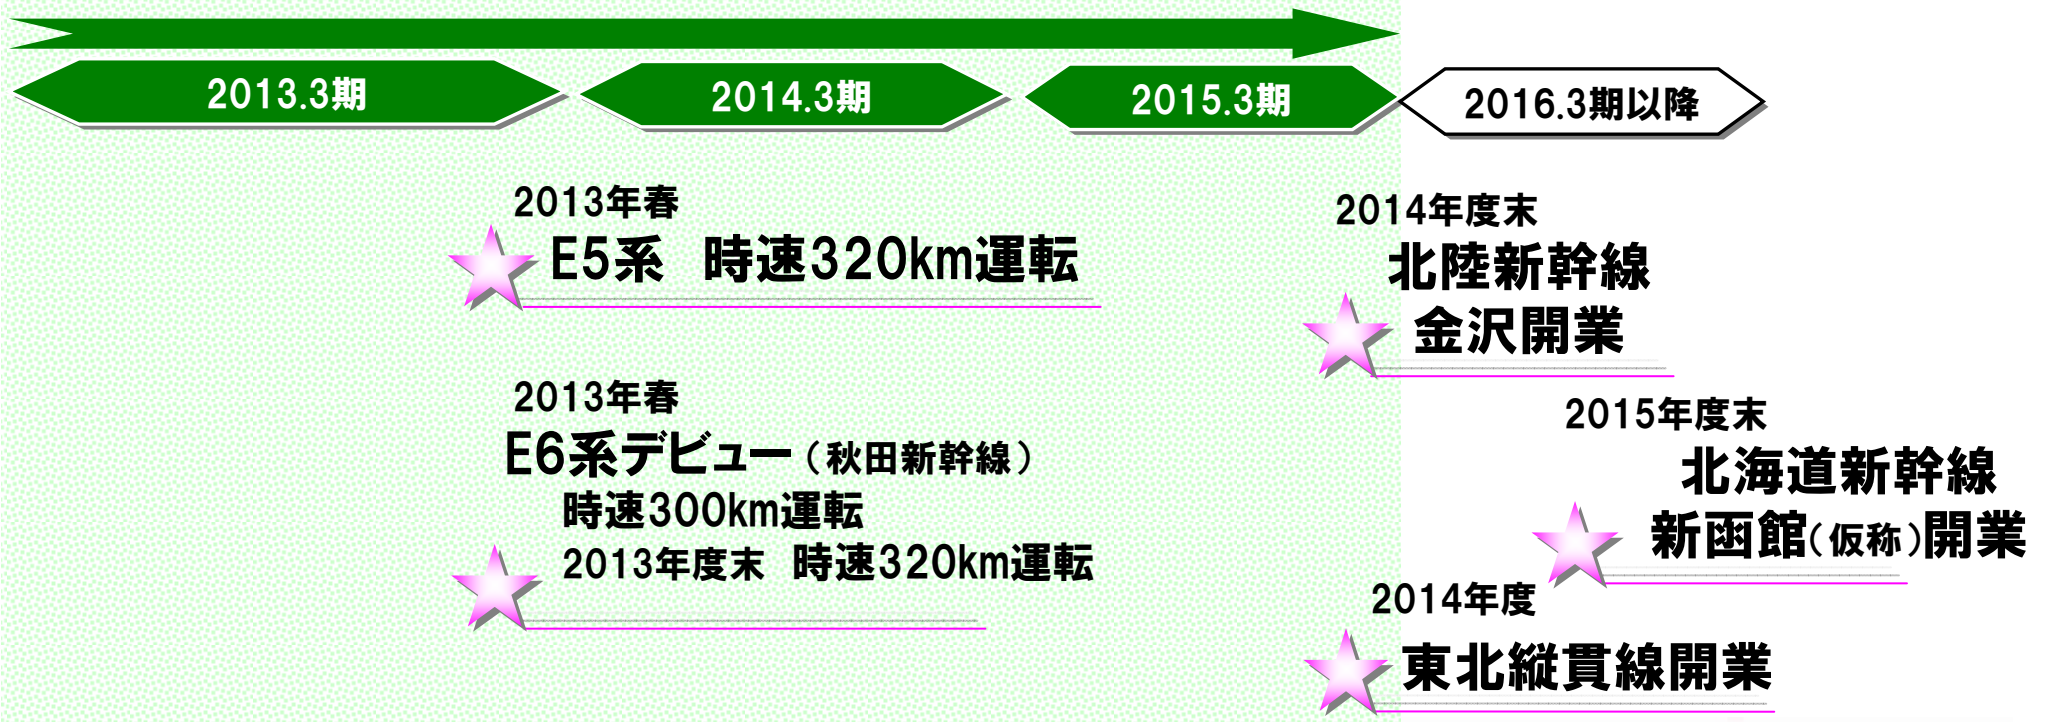 2013.3期
2014.3期
2015.3期
2016.3期以降
2013年春
E5系　時速320km運転
2013年春
E6系デビュー（秋田新幹線）
時速300km運転
2013年度末　時速320km運転
2014年度末
北陸新幹線
金沢開業
2015年度末
北海道新幹線
新函館（仮称）開業
2014年度
東北縦貫線開業